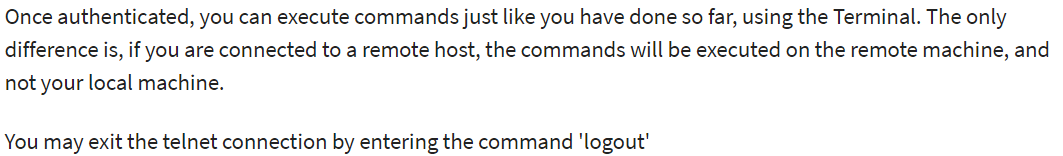 Once authenticated, you can execute commands just like you have done so far, using the Terminal. The only
difference is, if you are connected to a remote host, the commands will be executed on the remote machine, and
not your local machine.
You may exit the telnet connection by entering the command 'logout'